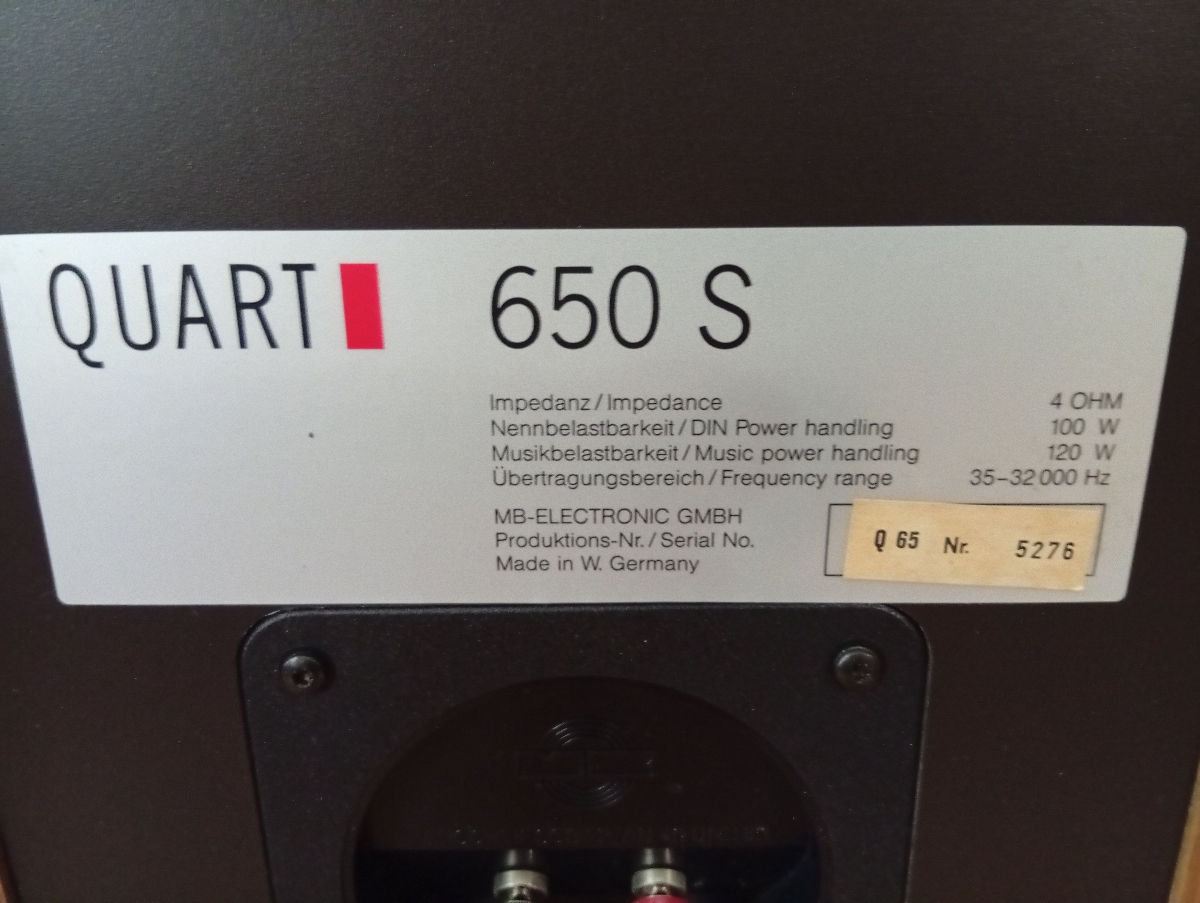 QUART 650 S
Impedanz / Impedance 4 OHM
Nennbelastbarkeit / DIN Power handling 100 W
Musikbelastbarkeit / Music power handling 120 W
Übertragungsbereich / Frequency range 35–32 000 Hz
MB-ELECTRONIC GMBH
Produktions-Nr. / Serial No. Q 65 Nr. 5276
Made in W. Germany